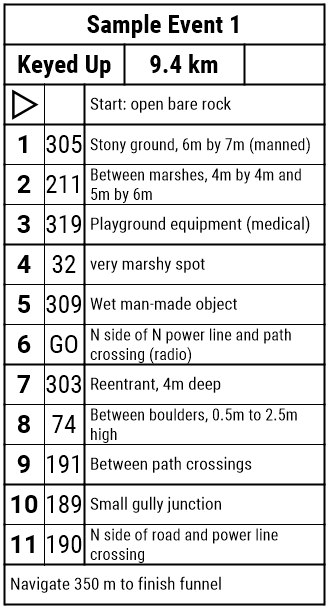 Sample Event 1
Keyed Up 9.4 km
Start: open bare rock
1 305 Stony ground, 6m by 7m (manned)
2 211 Between marshes, 4m by 4m and
5m by 6m
3 319 Playground equipment (medical)
4 32 very marshy spot
5 309 Wet man-made object
6 GO N side of N power line and path
crossing (radio)
7 303 Reentrant, 4m deep
8 74 Between boulders, 0.5m to 2.5m
high
9 191 Between path crossings
10 189 Small gully junction
11 190 N side of road and power line
crossing
Navigate 350 m to finish funnel